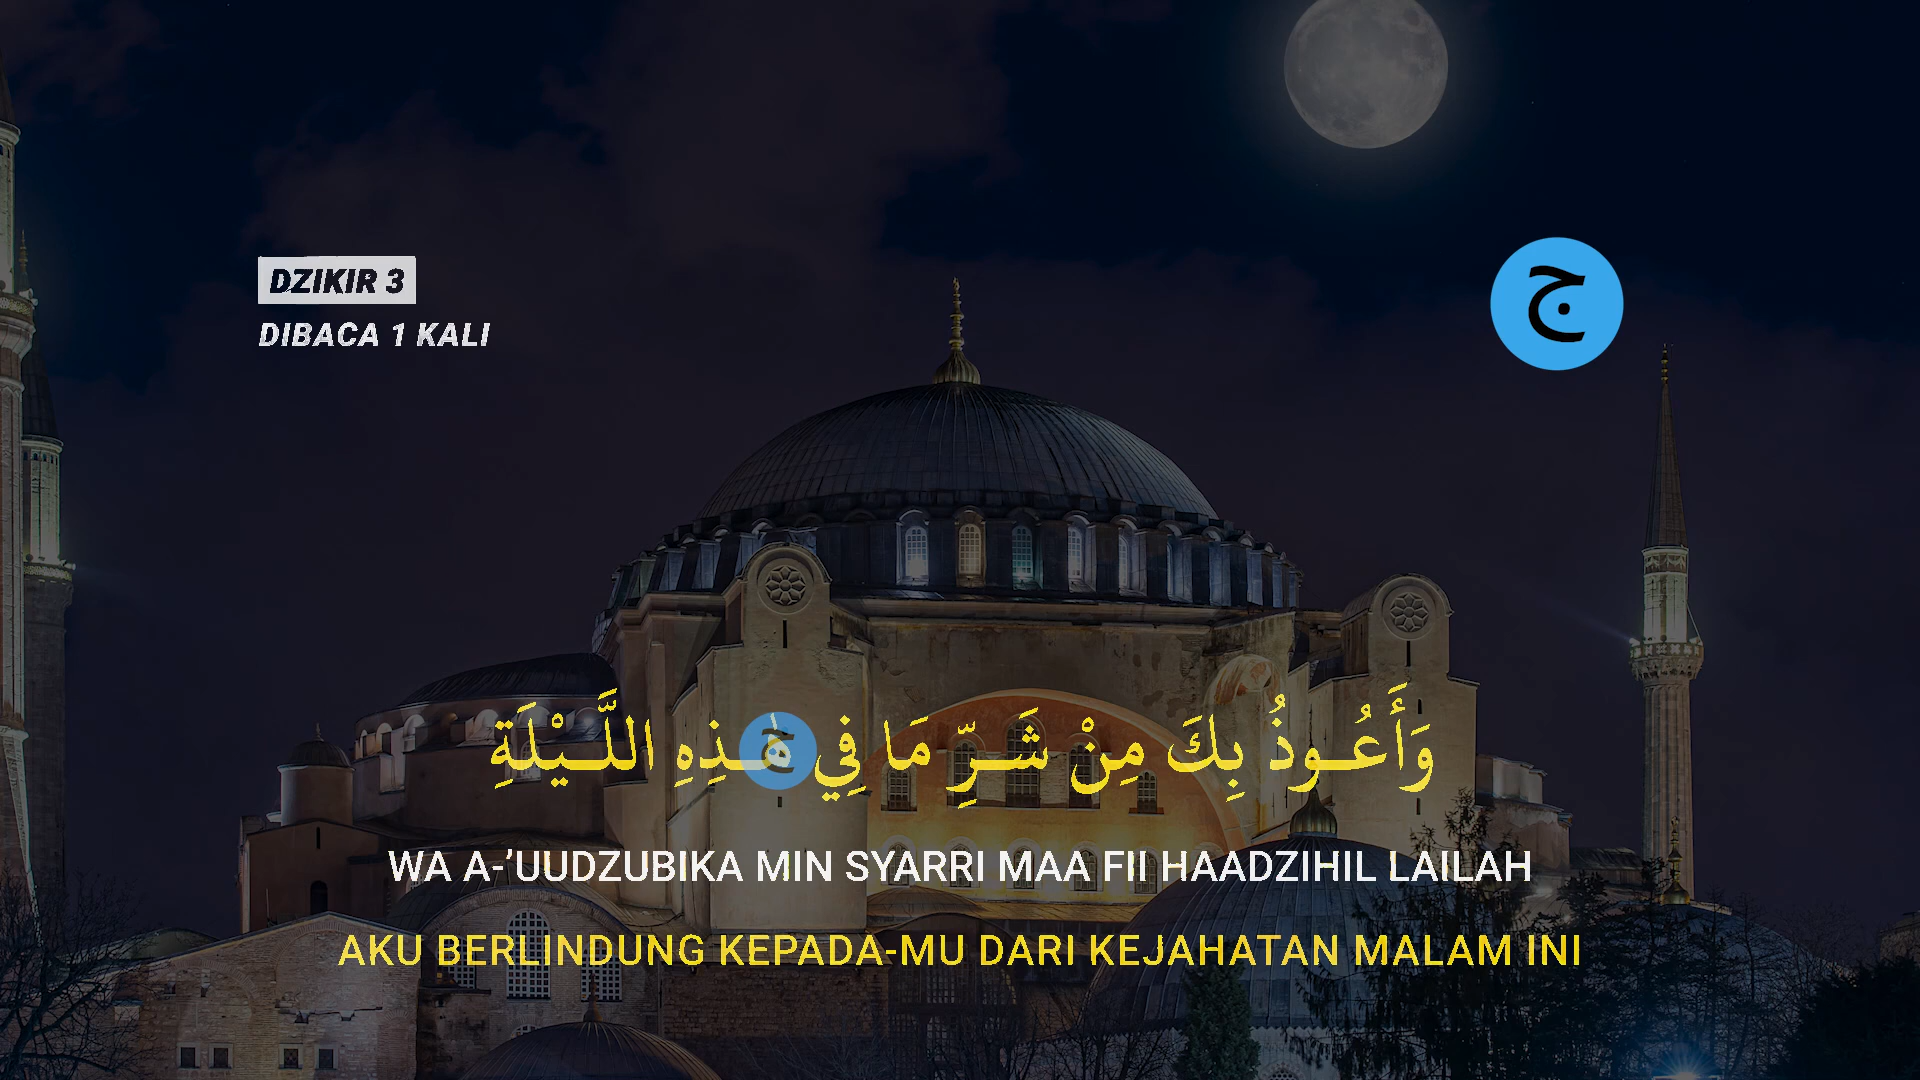 DZIKIR 3
DIBACA 1 KALI
ج
وَأَعُـوذُ بِكَ مِنْ شَـرِّ مَا فِي هَـذِهِ اللَّـيْلَةِ
WA A-’UUDZUBIKA MIN SYARRI MAA FII HAADZIHIL LAILAH
AKU BERLINDUNG KEPADA-MU DARI KEJAHATAN MALAM INI